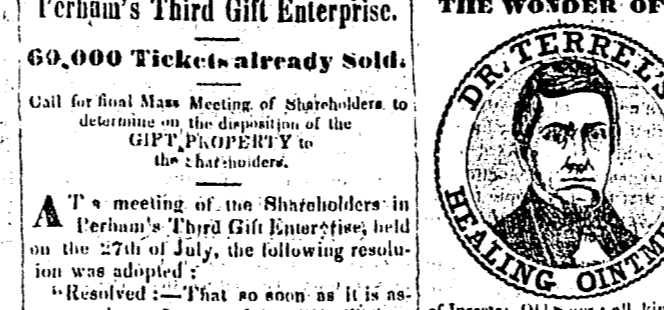 Perham's Third Gift Enterprise.
60,000 Tickets already Sold.
Call for final Mass Meeting of Shareholders to
determine on the disposition of the
GIFT PROPERTY to
the shareholders.
AT a meeting of the Shareholders in
Perham's Third Gift Enterprise, held
on the 27th of July, the following resolu-
ion was adopted:
"Resolved:—That so soon as it is as-
THE WONDER OF
DR. TERREL'S
HEALING OINTME